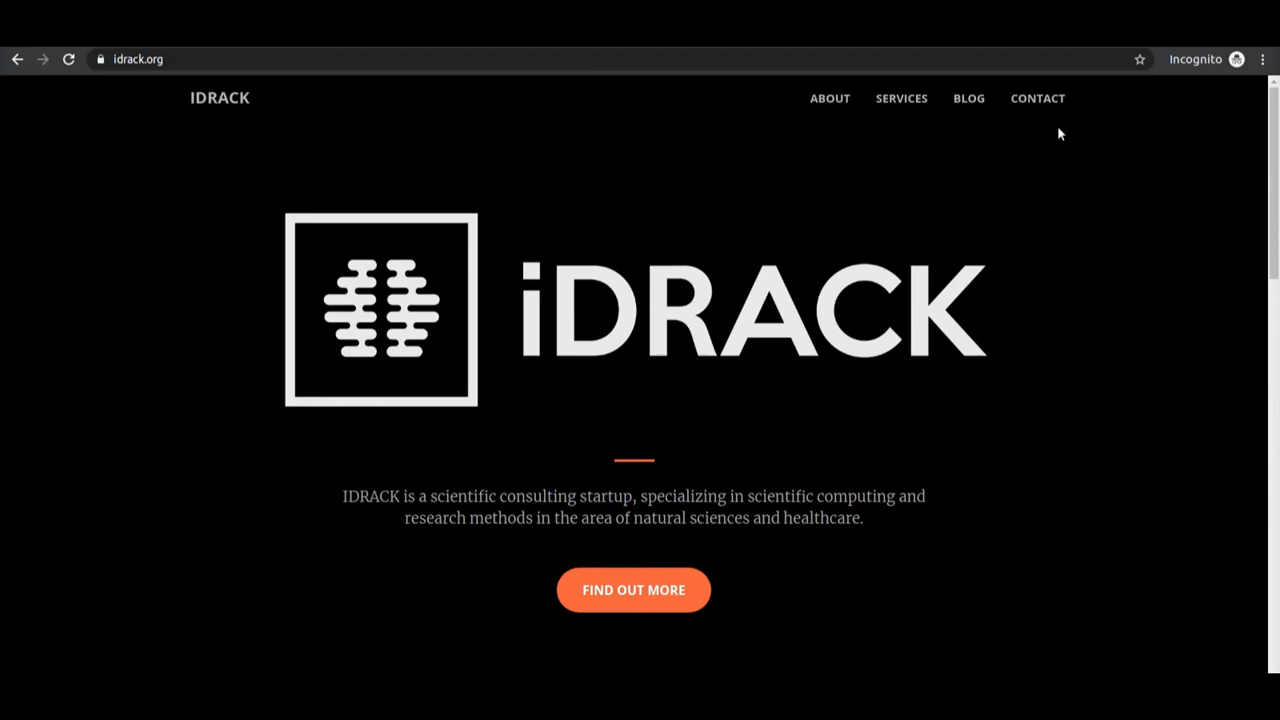 idrack.org
Incognito
IDRACK
ABOUT SERVICES BLOG CONTACT
iDRACK
IDRACK is a scientific consulting startup, specializing in scientific computing and
research methods in the area of natural sciences and healthcare.
FIND OUT MORE